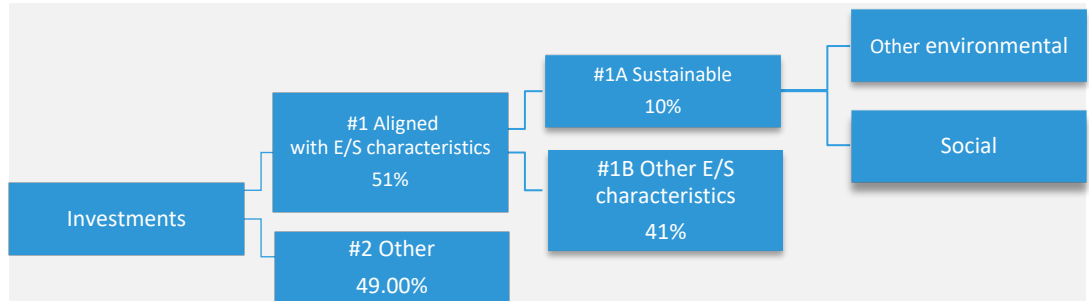 Investments
#1 Aligned
with E/S characteristics
51%
#2 Other
49.00%
#1A Sustainable
10%
#1B Other E/S
characteristics
41%
Other environmental
Social